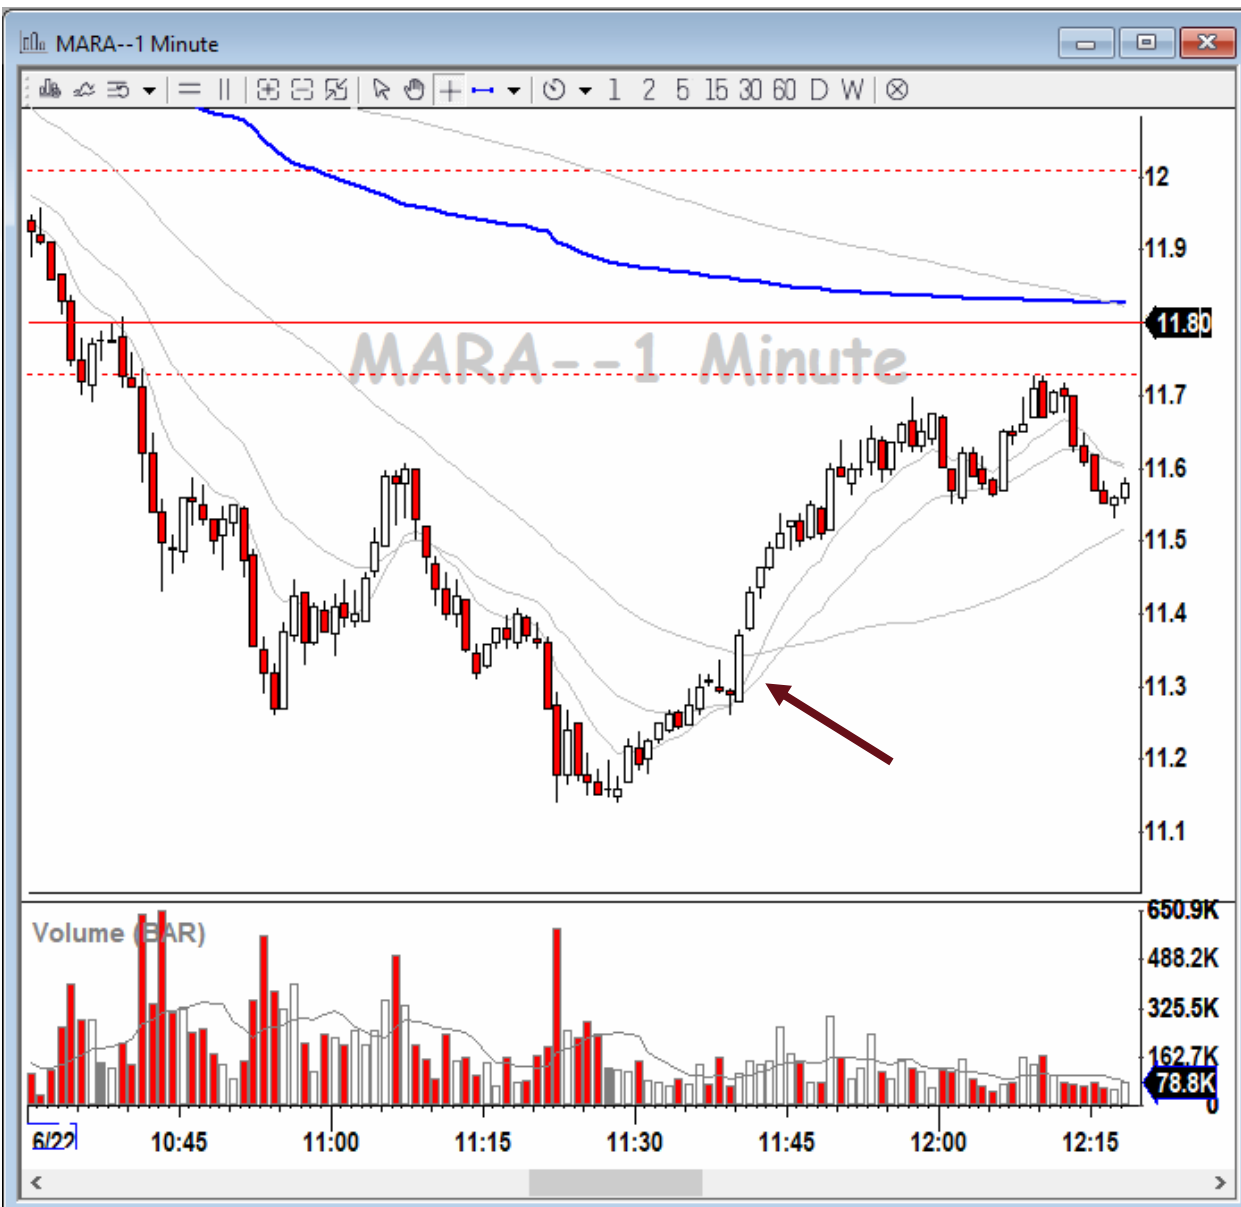 MARA--1 Minute
1 2 5 15 30 60 D W
MARA--1 Minute
12
11.9
11.80
11.7
11.6
11.5
11.4
11.3
11.2
11.1
Volume (BAR)
650.9K
488.2K
325.5K
162.7K
78.8K
0
6/22 10:45 11:00 11:15 11:30 11:45 12:00 12:15